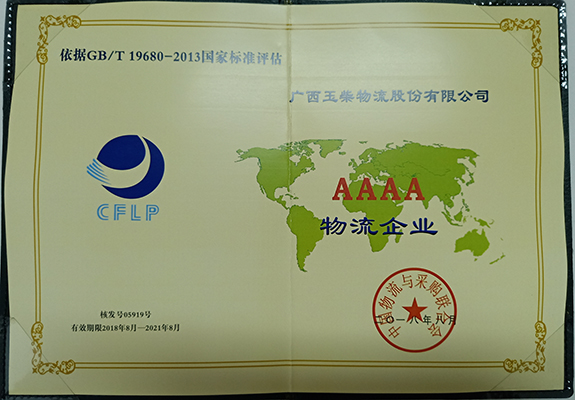 依据GB/T 19680-2013国家标准评估
广西玉柴物流股份有限公司
CFLP
AAAA
物流企业
核发号05919号
有效期限2018年8月—2021年8月
中国物流与采购联合会
二〇一八年八月